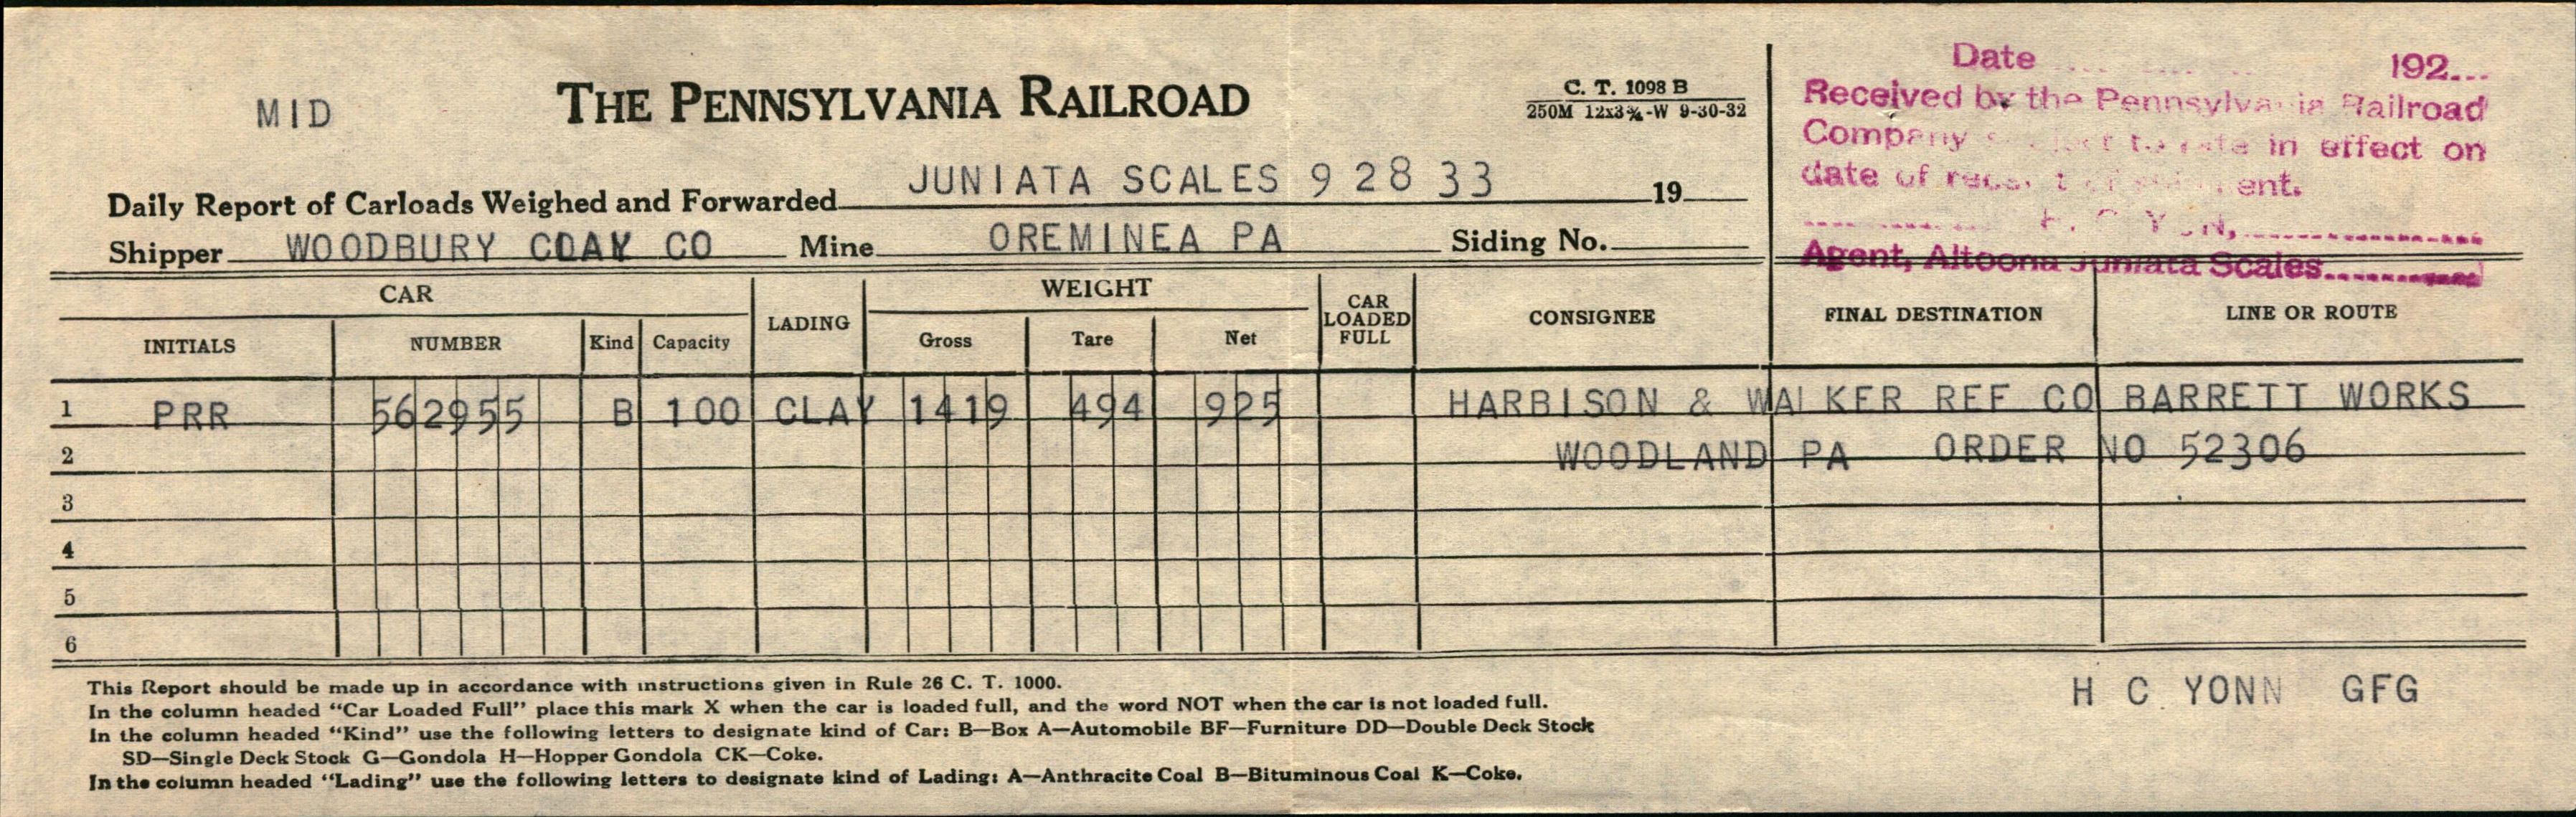 MID
THE PENNSYLVANIA RAILROAD
C. T. 1098 B
250M 12x3¾-W 9-30-32
Date 192
Received by the Pennsylvania Railroad
Company to rate in effect on
date of
Agent, Altoona Juniata Scales
Daily Report of Carloads Weighed and Forwarded JUNIATA SCALES 9 28 33 19
Shipper WOODBURY CLAY CO Mine OREMINEA PA Siding No.
CAR LADING WEIGHT CAR LOADED FULL CONSIGNEE FINAL DESTINATION LINE OR ROUTE
INITIALS NUMBER Kind Capacity Gross Tare Net
1 PRR 562955 B 100 CLAY 1419 494 925 HARBISON & WALKER REF CO BARRETT WORKS
2 WOODLAND PA ORDER NO 52306
3
4
5
6
This Report should be made up in accordance with instructions given in Rule 26 C. T. 1000.
In the column headed “Car Loaded Full” place this mark X when the car is loaded full, and the word NOT when the car is not loaded full.
In the column headed “Kind” use the following letters to designate kind of Car: B—Box A—Automobile BF—Furniture DD—Double Deck Stock
SD—Single Deck Stock G—Gondola H—Hopper Gondola CK—Coke.
In the column headed “Lading” use the following letters to designate kind of Lading: A—Anthracite Coal B—Bituminous Coal K—Coke.
H C YONN GFG